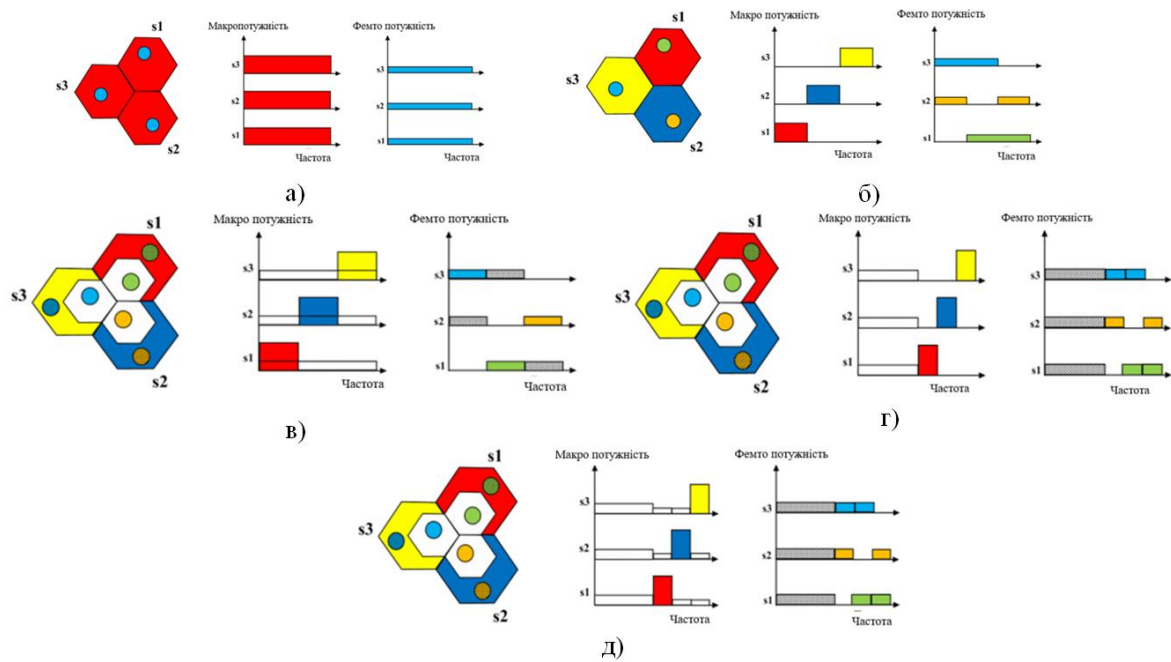 а)
s1
s3
s2
Макропотужність
s3
s2
s1
Частота
Фемто потужність
s3
s2
s1
Частота
б)
s1
s3
s2
Макро потужність
s3
s2
s1
Частота
Фемто потужність
s3
s2
s1
Частота
s1
s3
s2
Макро потужність
s3
s2
s1
Частота
Фемто потужність
s3
s2
s1
Частота
в)
s1
s3
s2
Макро потужність
s3
s2
s1
Частота
Фемто потужність
s3
s2
s1
Частота
г)
s1
s3
s2
Макро потужність
s3
s2
s1
Частота
Фемто потужність
s3
s2
s1
Частота
д)